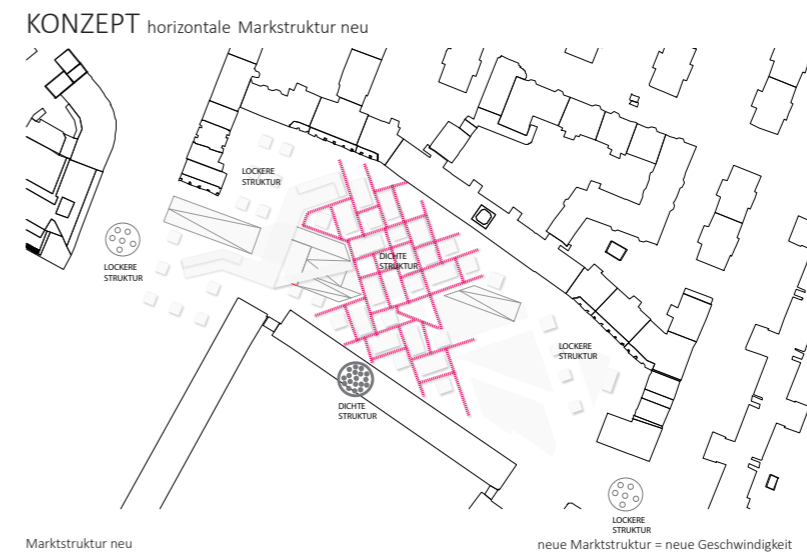 KONZEPT horizontale Markstruktur neu
LOCKERE
STRUKTUR
DICHTE
STRUKTUR
LOCKERE
STRUKTUR
LOCKERE
STRUKTUR
DICHTE
STRUKTUR
LOCKERE
STRUKTUR
Marktstruktur neu
neue Marktstruktur = neue Geschwindigkeit